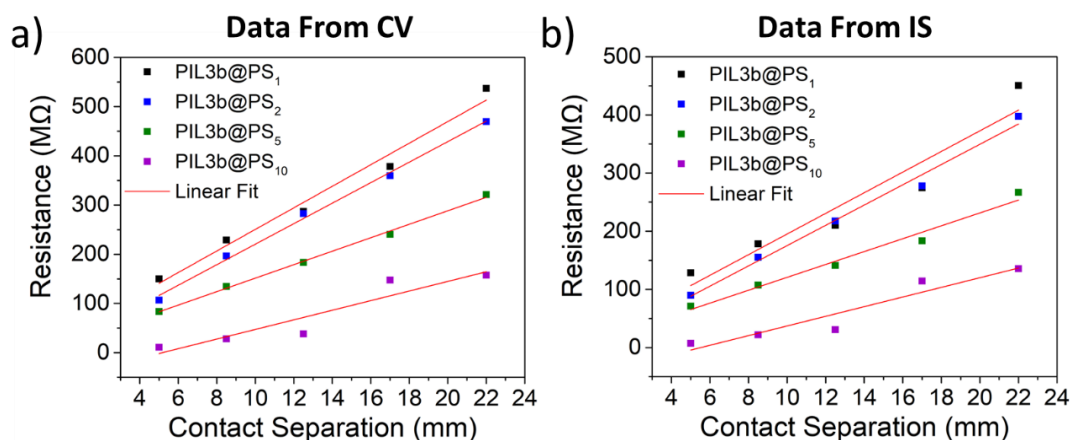 a)
Data From CV
Resistance (MΩ)
600
500
400
300
200
100
0
PIL3b@PS₁
PIL3b@PS₂
PIL3b@PS₅
PIL3b@PS₁₀
Linear Fit
4 6 8 10 12 14 16 18 20 22 24
Contact Separation (mm)
b)
Data From IS
Resistance (MΩ)
500
400
300
200
100
0
PIL3b@PS₁
PIL3b@PS₂
PIL3b@PS₅
PIL3b@PS₁₀
Linear Fit
4 6 8 10 12 14 16 18 20 22 24
Contact Separation (mm)